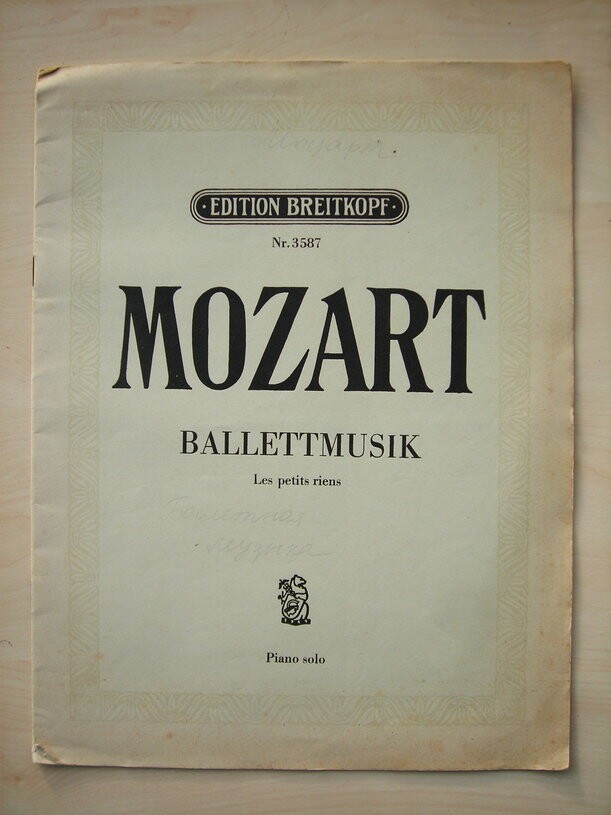 Моцарт.
· EDITION BREITKOPF ·
Nr. 3587
MOZART
BALLETTMUSIK
Les petits riens
Балетная
музыка
Piano solo